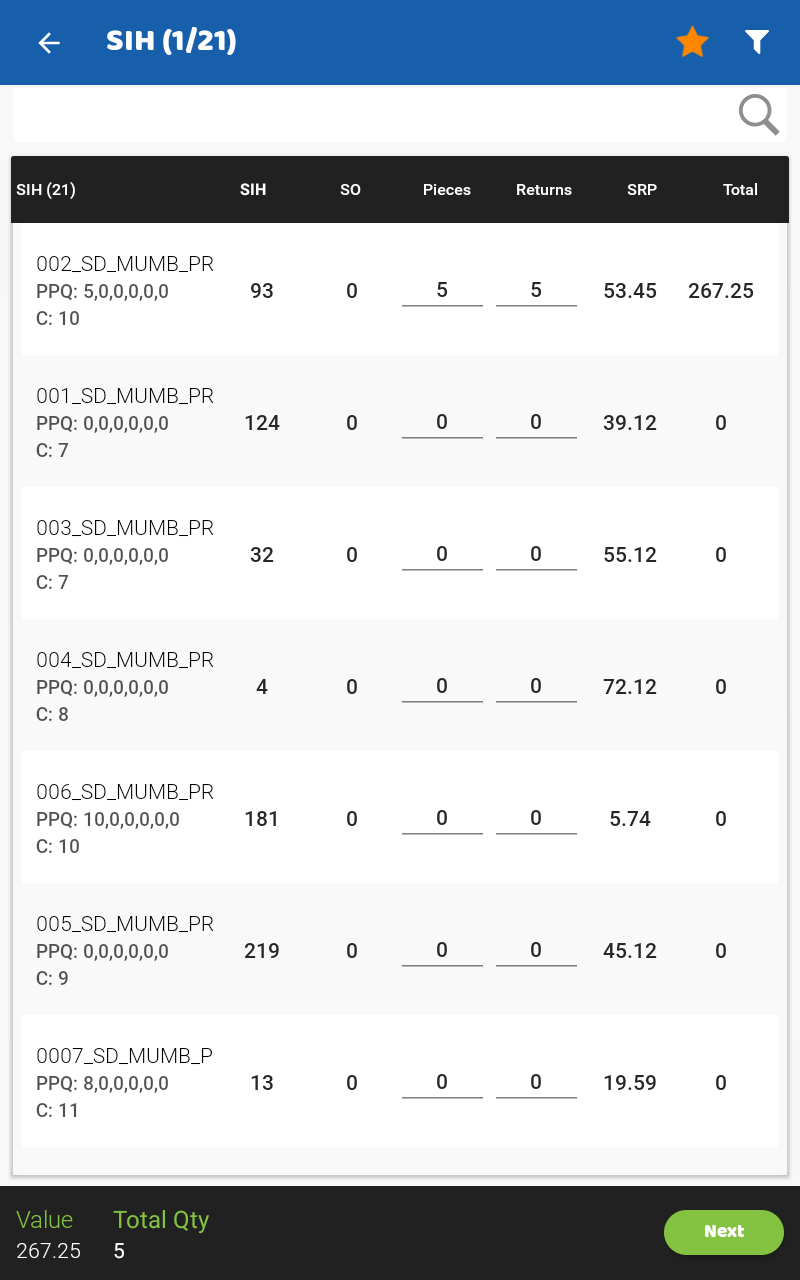 SIH (1/21)
SIH (21) SIH SO Pieces Returns SRP Total
002_SD_MUMB_PR
PPQ: 5,0,0,0,0,0 93 0 5 5 53.45 267.25
C: 10
001_SD_MUMB_PR
PPQ: 0,0,0,0,0,0 124 0 0 0 39.12 0
C: 7
003_SD_MUMB_PR
PPQ: 0,0,0,0,0,0 32 0 0 0 55.12 0
C: 7
004_SD_MUMB_PR
PPQ: 0,0,0,0,0,0 4 0 0 0 72.12 0
C: 8
006_SD_MUMB_PR
PPQ: 10,0,0,0,0,0 181 0 0 0 5.74 0
C: 10
005_SD_MUMB_PR
PPQ: 0,0,0,0,0,0 219 0 0 0 45.12 0
C: 9
0007_SD_MUMB_P
PPQ: 8,0,0,0,0,0 13 0 0 0 19.59 0
C: 11
Value Total Qty
267.25 5
Next